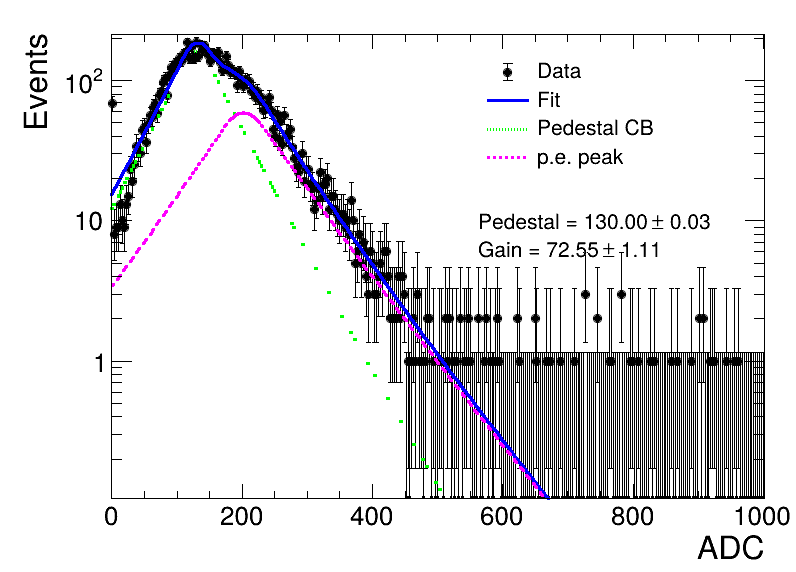 Events
Data
Fit
Pedestal CB
p.e. peak
Pedestal = 130.00 ± 0.03
Gain = 72.55 ± 1.11
10²
10
1
0 200 400 600 800 1000
ADC